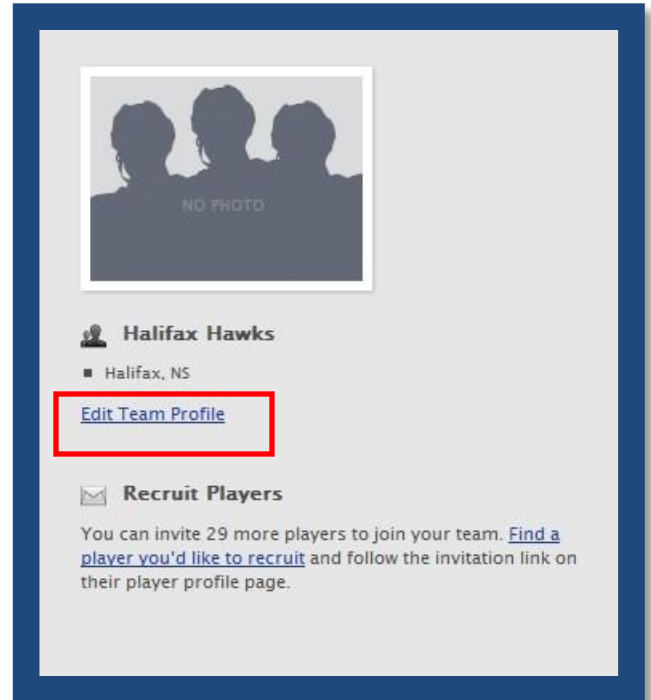 NO PHOTO
Halifax Hawks
Halifax, NS
Edit Team Profile
Recruit Players
You can invite 29 more players to join your team. Find a
player you'd like to recruit and follow the invitation link on
their player profile page.